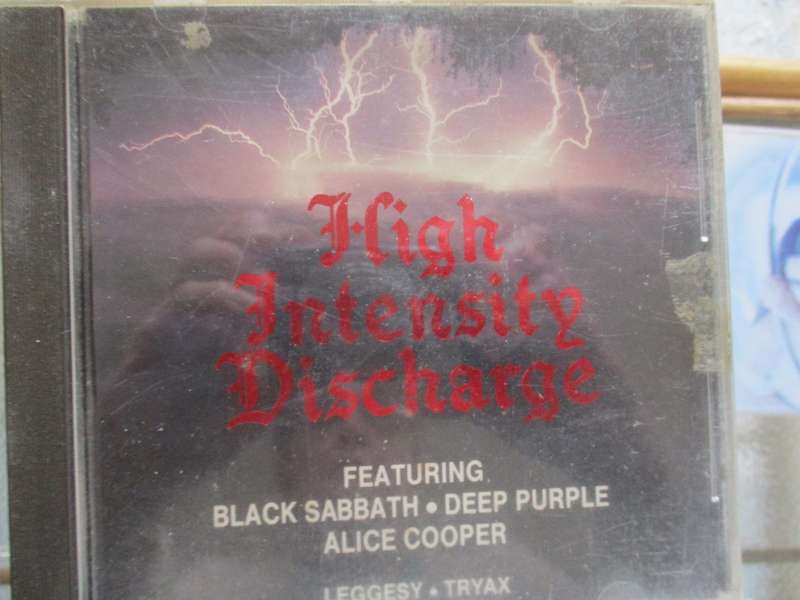 High
Intensity
Discharge
FEATURING
BLACK SABBATH • DEEP PURPLE
ALICE COOPER
LEGGESY • TRYAX